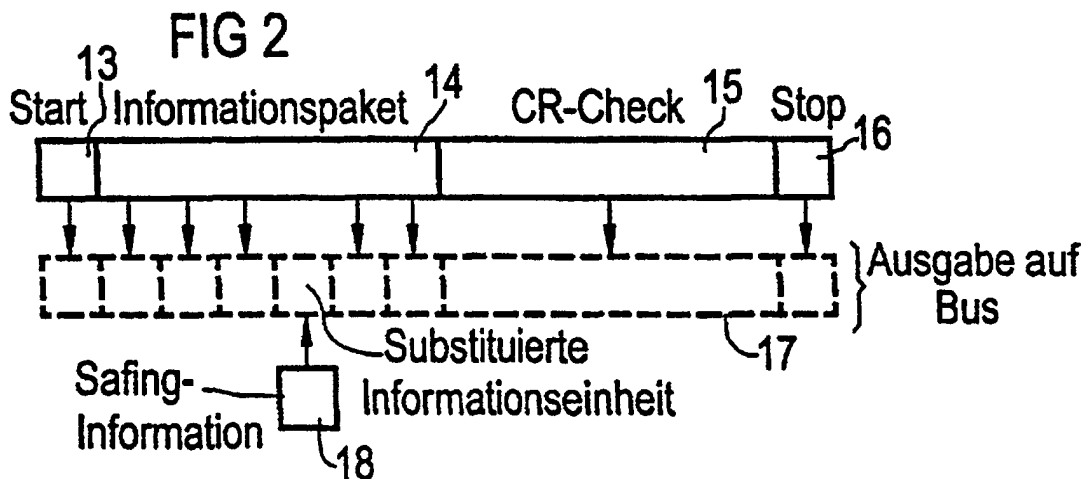 FIG 2
13
14
15
16
Start Informationspaket CR-Check Stop
Ausgabe auf
Bus
17
Substituierte
Informationseinheit
Safing-
Information
18